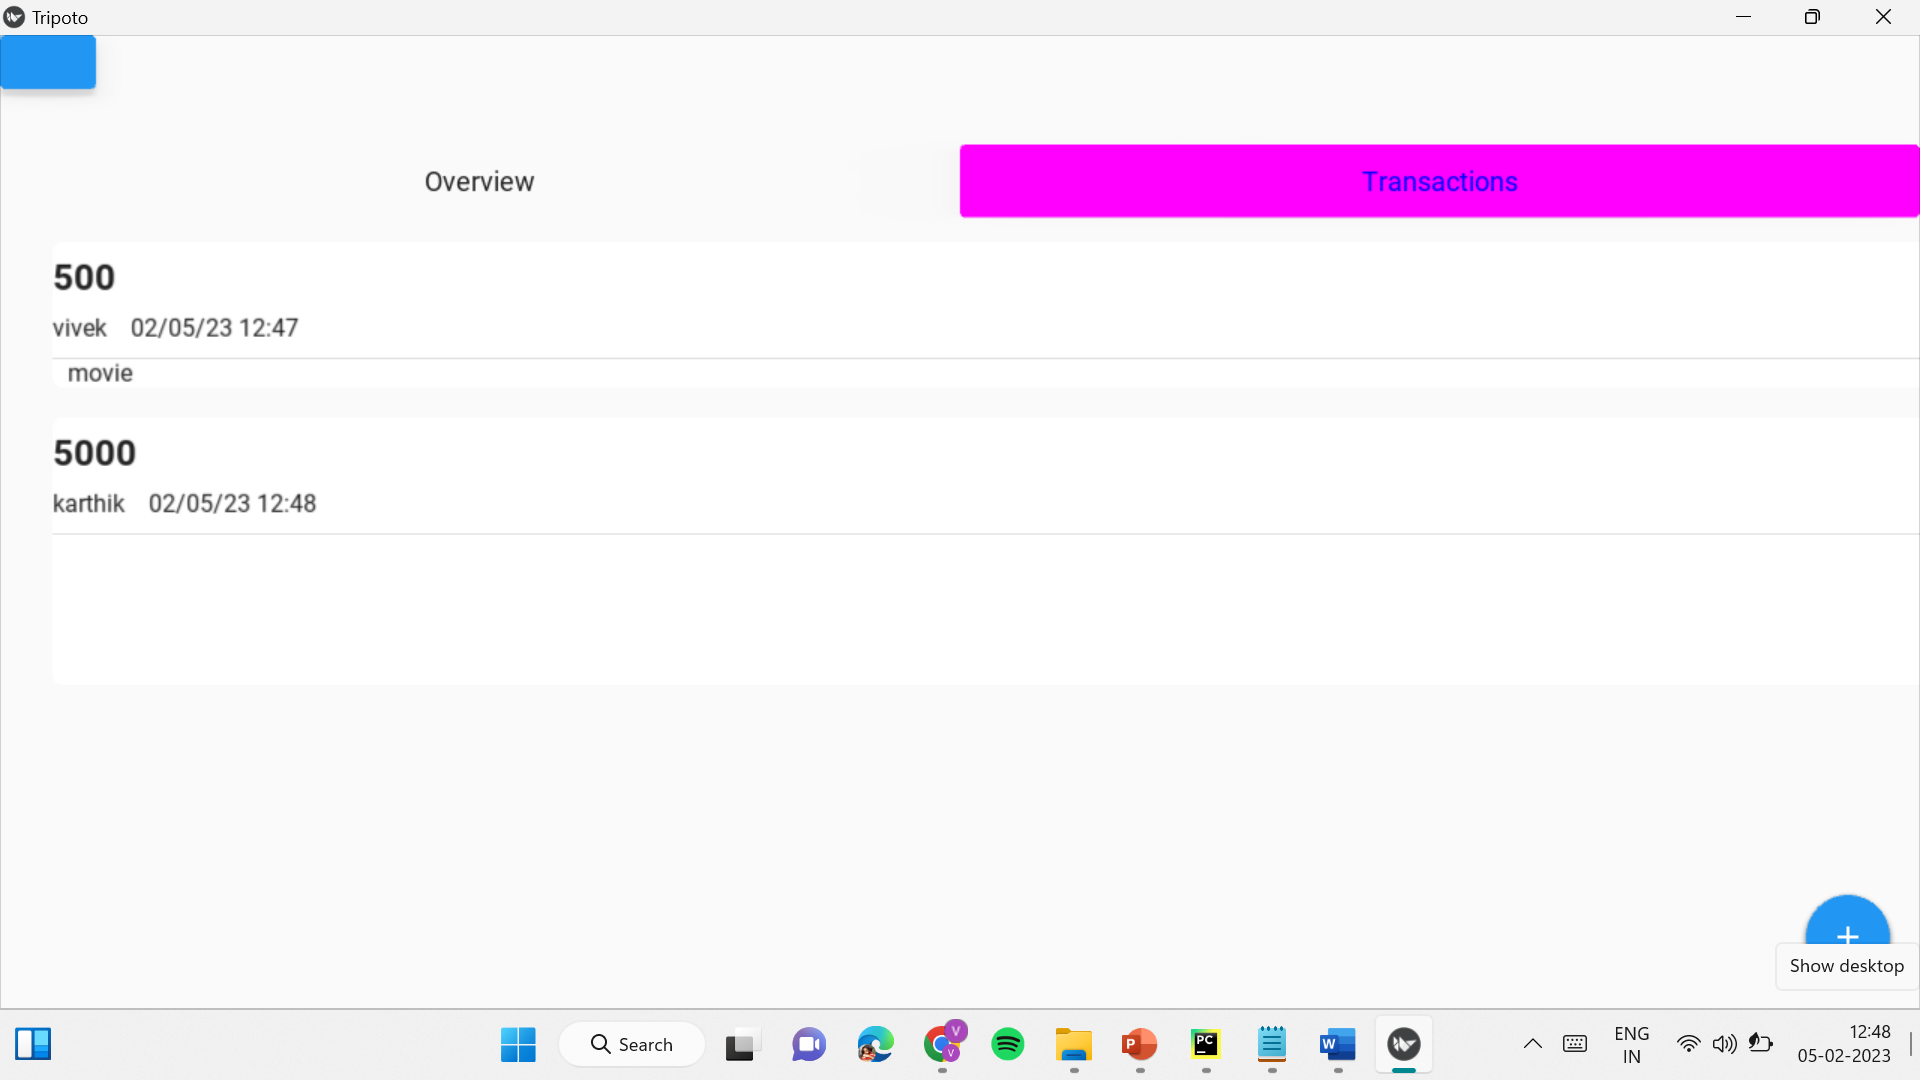 Tripoto
Overview
Transactions
500
vivek 02/05/23 12:47
movie
5000
karthik 02/05/23 12:48
+
Show desktop
Search
V
V
P
PC
W
ENG
IN
12:48
05-02-2023